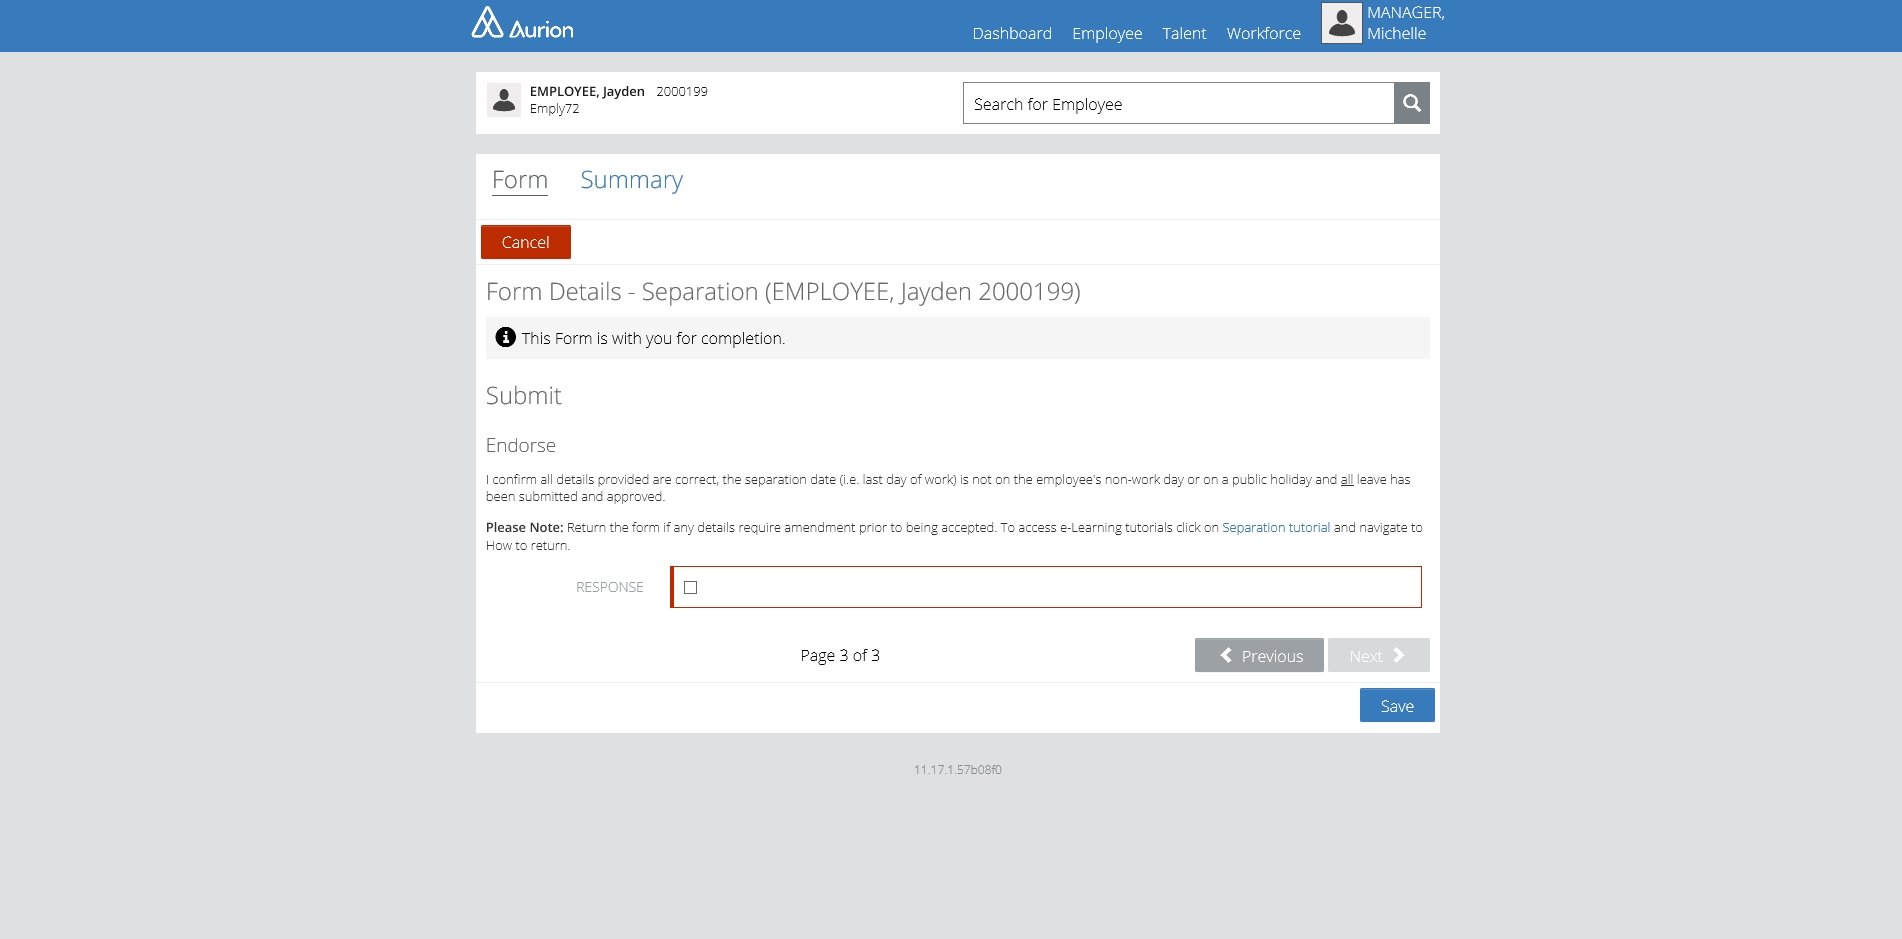 Aurion
Dashboard Employee Talent Workforce
MANAGER,
Michelle
EMPLOYEE, Jayden 2000199
Emply72
Search for Employee
Form Summary
Cancel
Form Details - Separation (EMPLOYEE, Jayden 2000199)
This Form is with you for completion.
Submit
Endorse
I confirm all details provided are correct, the separation date (i.e. last day of work) is not on the employee's non-work day or on a public holiday and all leave has
been submitted and approved.
Please Note: Return the form if any details require amendment prior to being accepted. To access e-Learning tutorials click on Separation tutorial and navigate to
How to return.
RESPONSE
Page 3 of 3
Previous
Next
Save
11.17.1.57b08f0